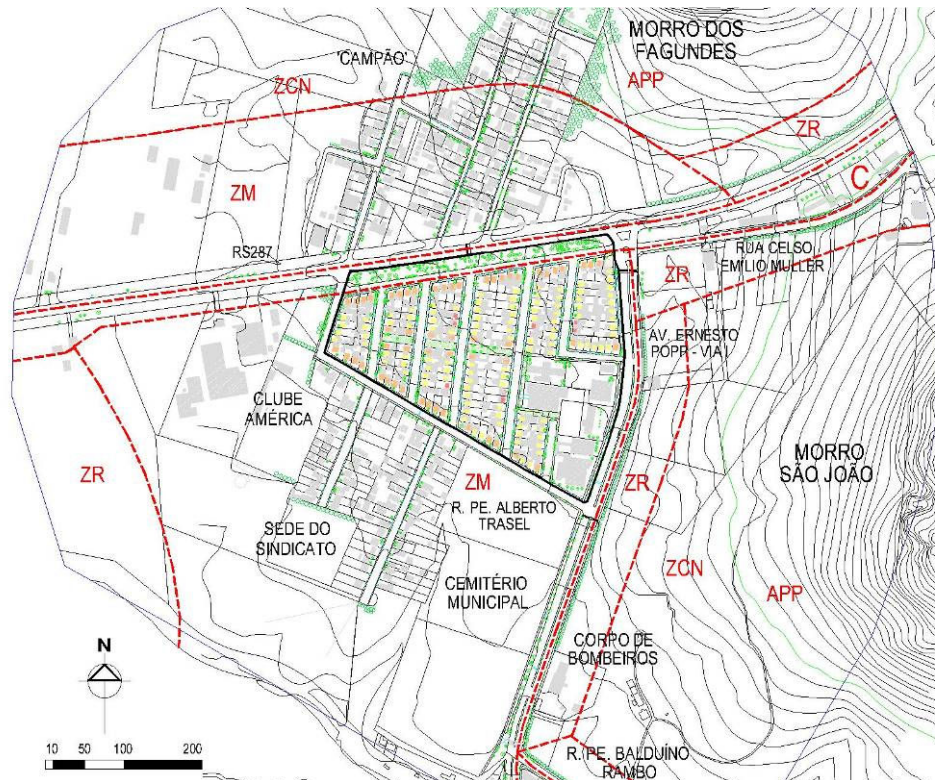 MORRO DOS
FAGUNDES
'CAMPÃO'
ZCN
APP
ZR
C
ZM
RS287
RUA CELSO
EMÍLIO MULLER
ZR
AV. ERNESTO
POPP - VIA I
CLUBE
AMÉRICA
MORRO
SÃO JOÃO
ZR
ZM
ZR
R. PE. ALBERTO
TRASEL
SEDE DO
SINDICATO
ZCN
APP
CEMITÉRIO
MUNICIPAL
CORPO DE
BOMBEIROS
N
10 50 100 200
R. PE. BALDUÍNO
RAMBO